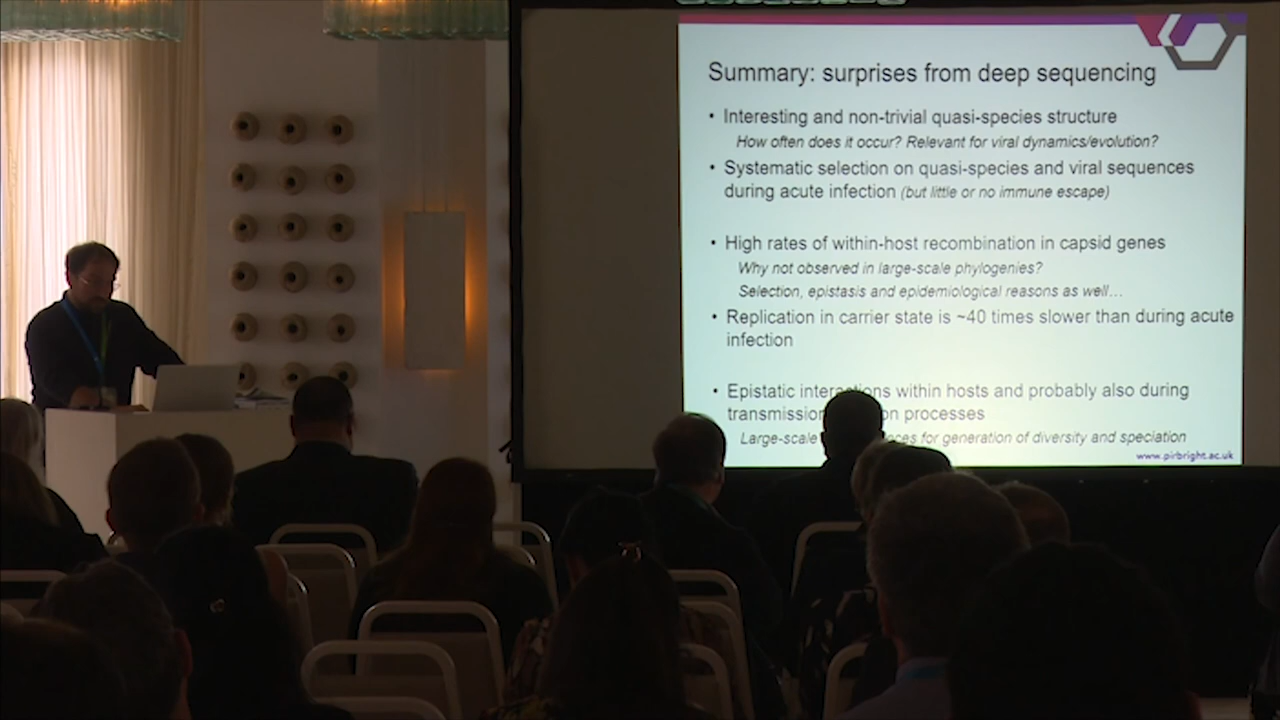 Summary: surprises from deep sequencing
• Interesting and non-trivial quasi-species structure
How often does it occur? Relevant for viral dynamics/evolution?
• Systematic selection on quasi-species and viral sequences
during acute infection (but little or no immune escape)
• High rates of within-host recombination in capsid genes
Why not observed in large-scale phylogenies?
Selection, epistasis and epidemiological reasons as well…
• Replication in carrier state is ~40 times slower than during acute
infection
• Epistatic interactions within hosts and probably also during
transmission processes
Large-scale for generation of diversity and speciation
www.pirbright.ac.uk